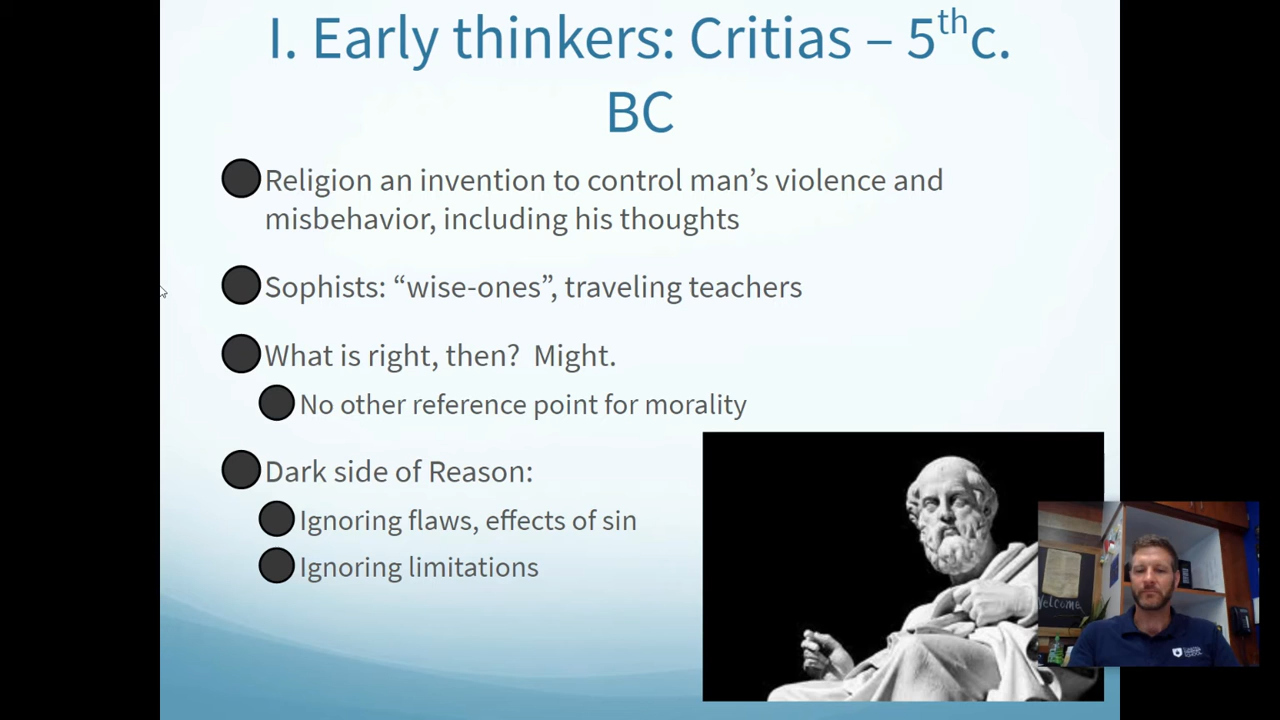 I. Early thinkers: Critias – 5th c.
BC
Religion an invention to control man’s violence and
misbehavior, including his thoughts
Sophists: “wise-ones”, traveling teachers
What is right, then?  Might.
No other reference point for morality
Dark side of Reason:
Ignoring flaws, effects of sin
Ignoring limitations
Welcome